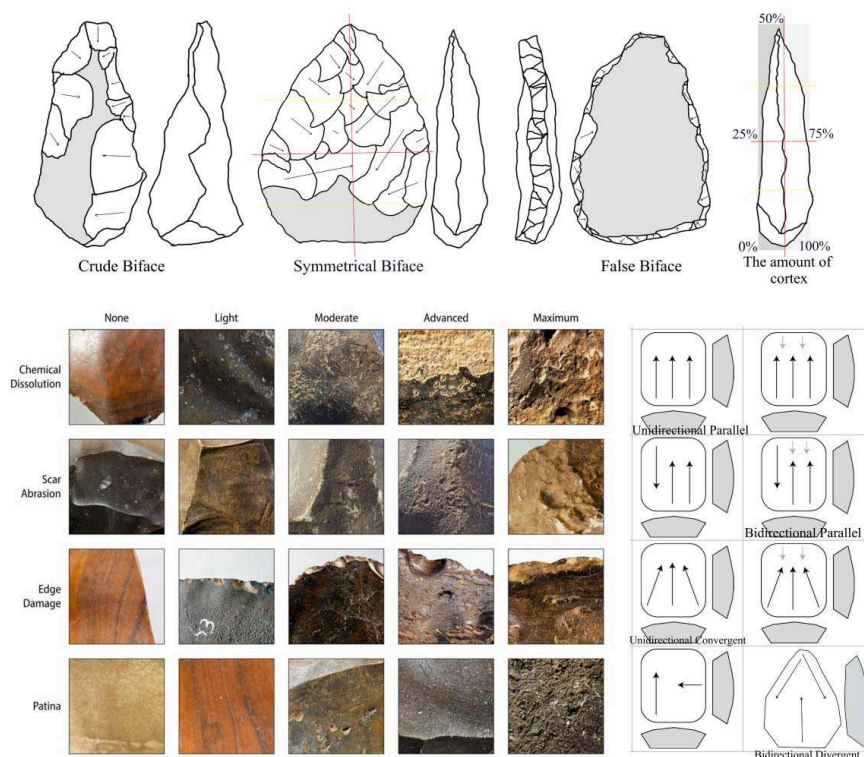 50%
25%
75%
0%
100%
Crude Biface
Symmetrical Biface
False Biface
The amount of
cortex
None
Light
Moderate
Advanced
Maximum
Chemical
Dissolution
Scar
Abrasion
Edge
Damage
Patina
53
Unidirectional Parallel
Bidirectional Parallel
Unidirectional Convergent
Bidirectional Divergent